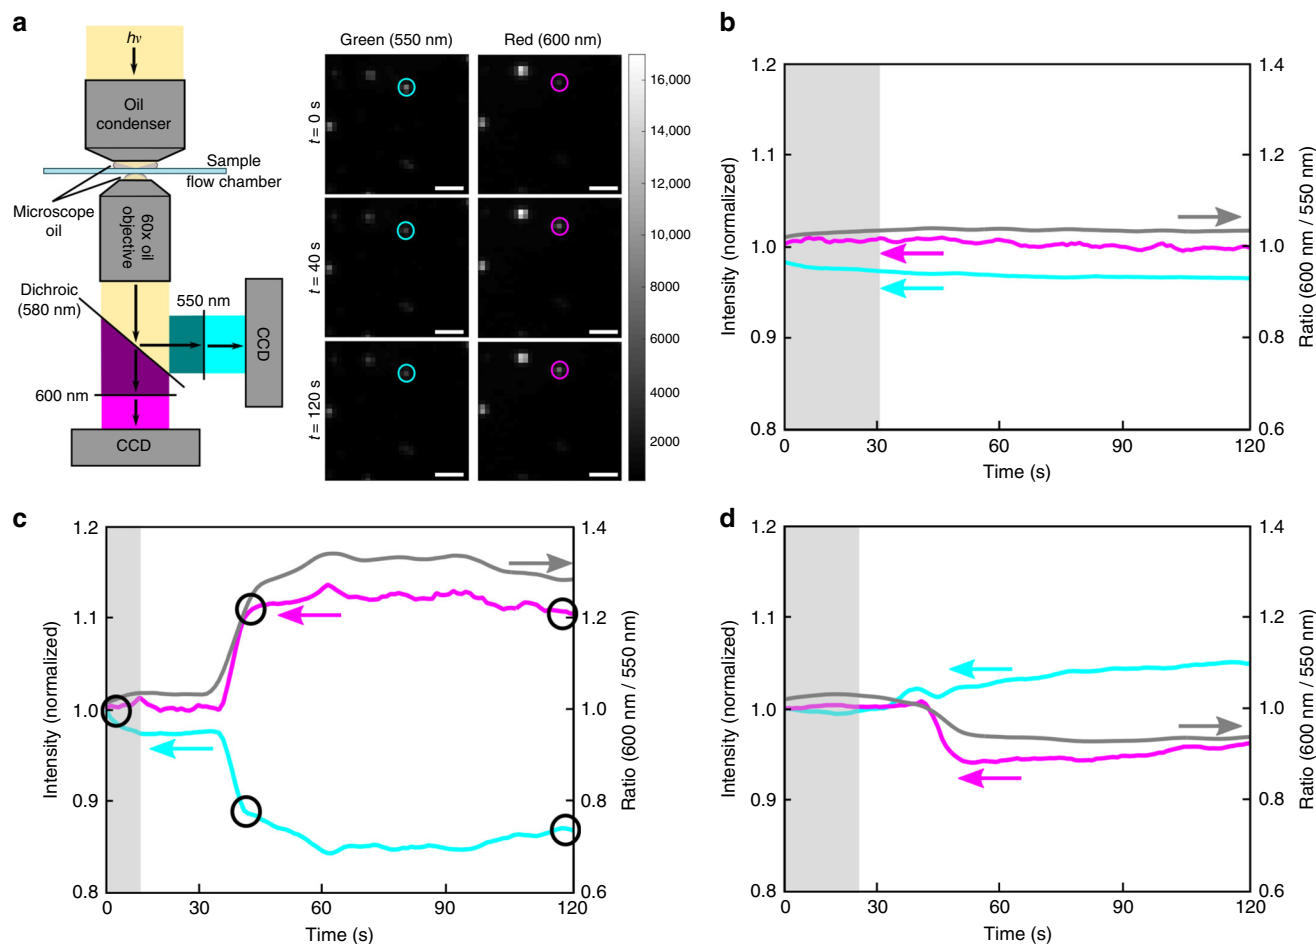 a
hν
Oil
condenser
Sample
flow chamber
Microscope
oil
60x oil
objective
Dichroic
(580 nm)
550 nm
CCD
600 nm
CCD
Green (550 nm)
Red (600 nm)
t = 0 s
t = 40 s
t = 120 s
16,000
14,000
12,000
10,000
8000
6000
4000
2000
b
Intensity (normalized)
1.2
1.1
1.0
0.9
0.8
0
30
60
90
120
Time (s)
1.4
1.2
1.0
0.8
0.6
Ratio (600 nm / 550 nm)
c
Intensity (normalized)
1.2
1.1
1.0
0.9
0.8
0
30
60
90
120
Time (s)
1.4
1.2
1.0
0.8
0.6
Ratio (600 nm / 550 nm)
d
Intensity (normalized)
1.2
1.1
1.0
0.9
0.8
0
30
60
90
120
Time (s)
1.4
1.2
1.0
0.8
0.6
Ratio (600 nm / 550 nm)